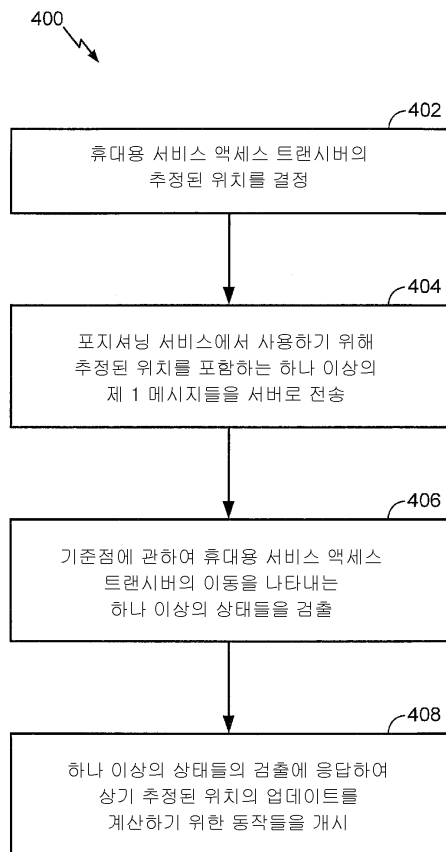 400
402
휴대용 서비스 액세스 트랜시버의
추정된 위치를 결정
404
포지셔닝 서비스에서 사용하기 위해
추정된 위치를 포함하는 하나 이상의
제 1 메시지들을 서버로 전송
406
기준점에 관하여 휴대용 서비스 액세스
트랜시버의 이동을 나타내는
하나 이상의 상태들을 검출
408
하나 이상의 상태들의 검출에 응답하여
상기 추정된 위치의 업데이트를
계산하기 위한 동작들을 개시